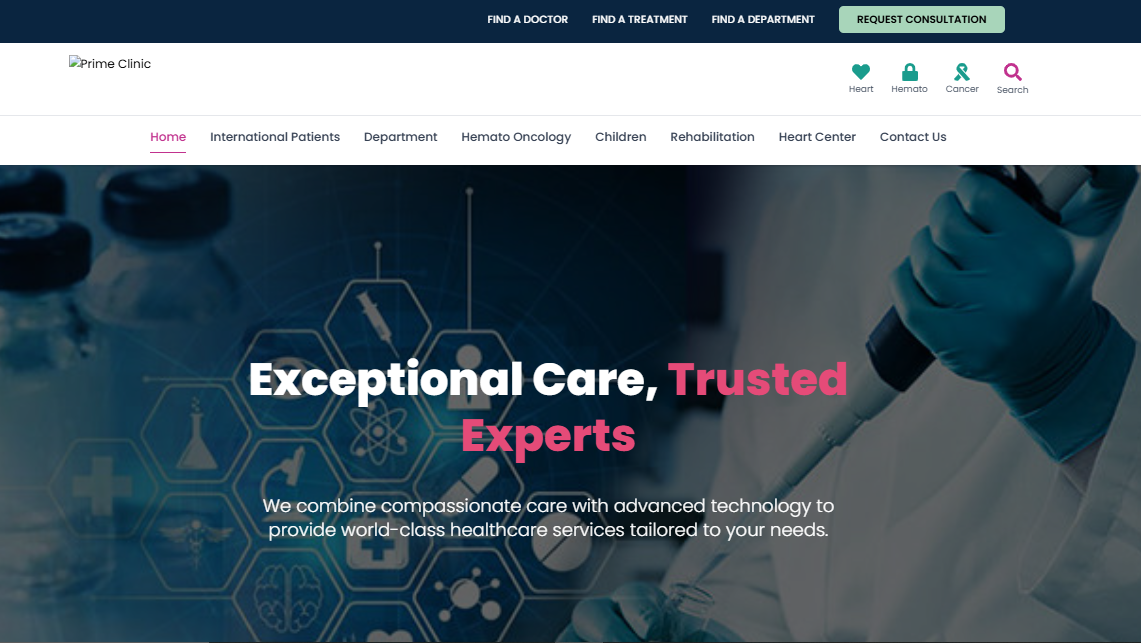 FIND A DOCTOR FIND A TREATMENT FIND A DEPARTMENT REQUEST CONSULTATION
Prime Clinic
Heart Hemato Cancer Search
Home International Patients Department Hemato Oncology Children Rehabilitation Heart Center Contact Us
Exceptional Care, Trusted
Experts
We combine compassionate care with advanced technology to
provide world-class healthcare services tailored to your needs.